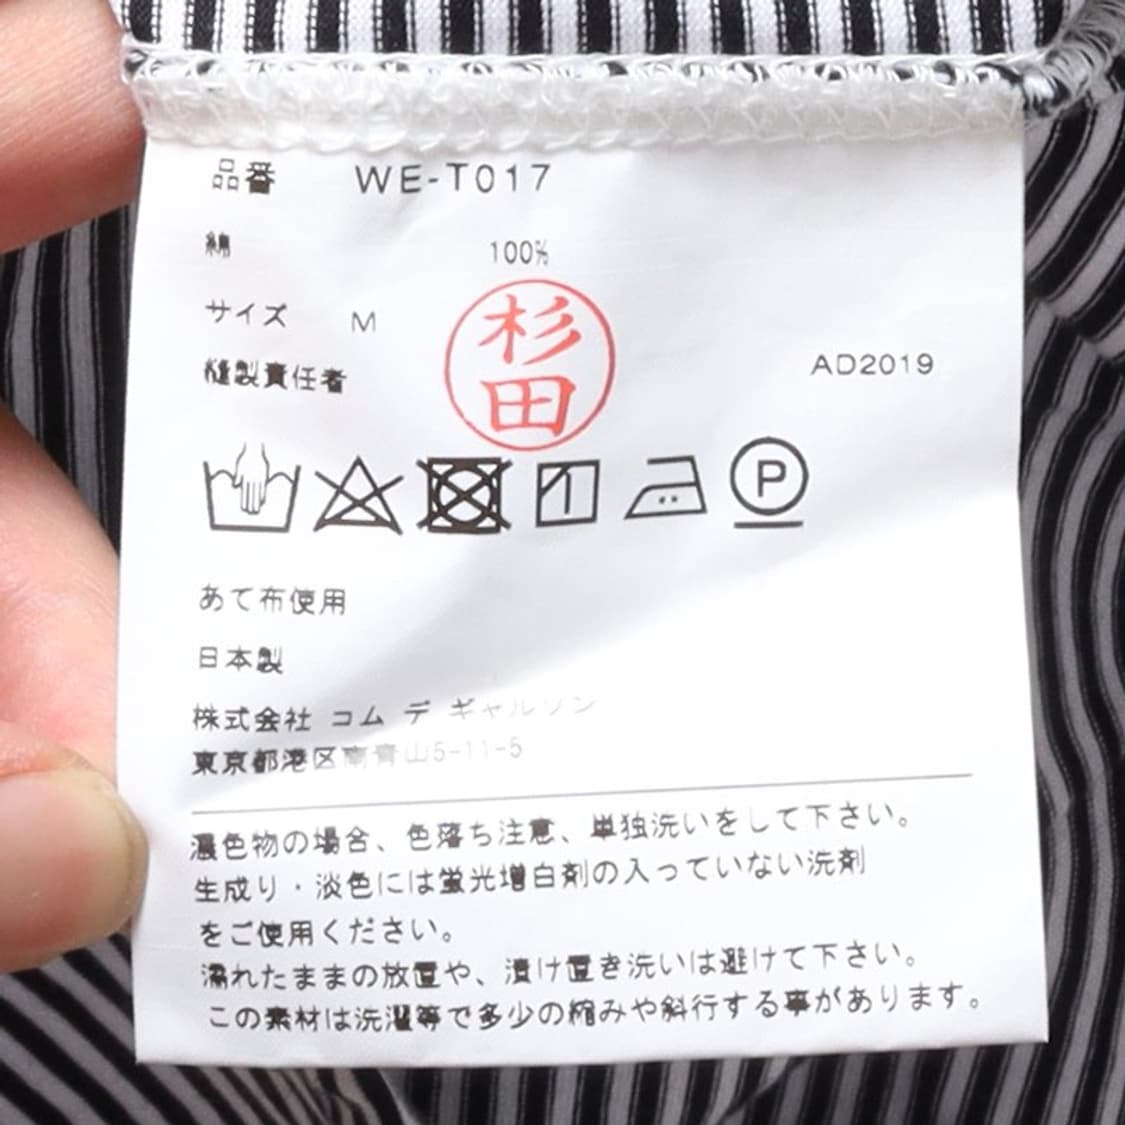 品番 WE-T017
綿 100%
サイズ M
縫製責任者 杉田 AD2019
P
あて布使用
日本製
株式会社 コム デ ギャルソン
東京都港区南青山5-11-5
濃色物の場合、色落ち注意、単独洗いをして下さい。
生成り・淡色には蛍光増白剤の入っていない洗剤
をご使用ください。
濡れたままの放置や、漬け置き洗いは避けて下さい。
この素材は洗濯等で多少の縮みや斜行する事があります。